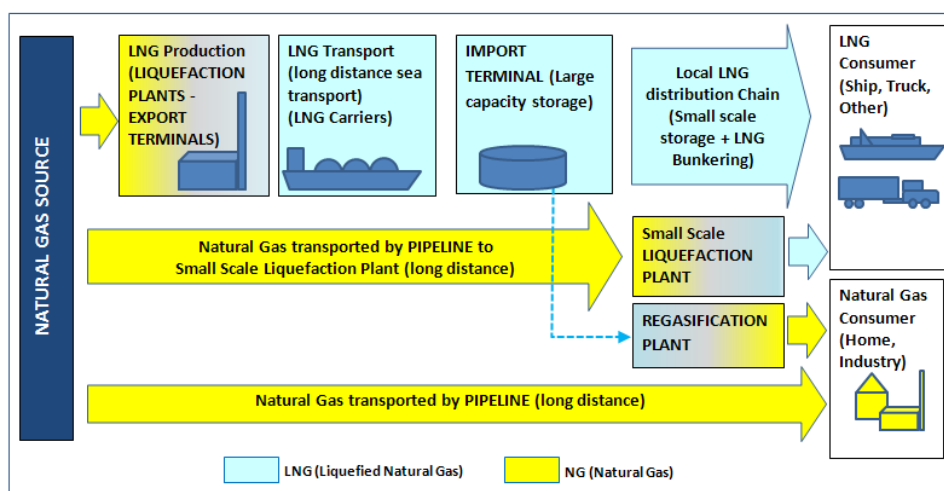 NATURAL GAS SOURCE
LNG Production
(LIQUEFACTION
PLANTS -
EXPORT
TERMINALS)
LNG Transport
(long distance sea
transport)
(LNG Carriers)
IMPORT
TERMINAL (Large
capacity storage)
Local LNG
distribution Chain
(Small scale
storage + LNG
Bunkering)
LNG
Consumer
(Ship, Truck,
Other)
Natural Gas transported by PIPELINE to
Small Scale Liquefaction Plant (long distance)
Small Scale
LIQUEFACTION
PLANT
REGASIFICATION
PLANT
Natural Gas
Consumer
(Home,
Industry)
Natural Gas transported by PIPELINE (long distance)
LNG (Liquefied Natural Gas)
NG (Natural Gas)